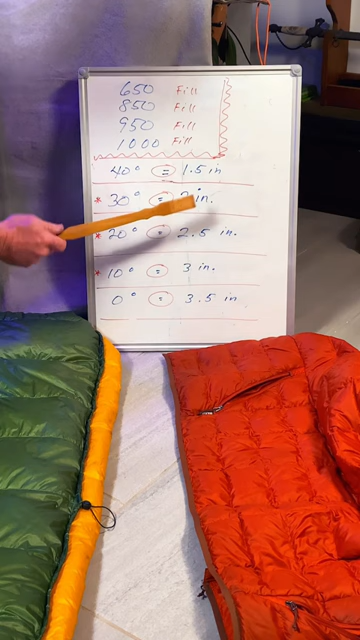 650 Fill
850 Fill
950 Fill
1000 Fill
40° = 1.5 in
* 30° = in.
* 20° = 2.5 in.
* 10° = 3 in.
0° = 3.5 in